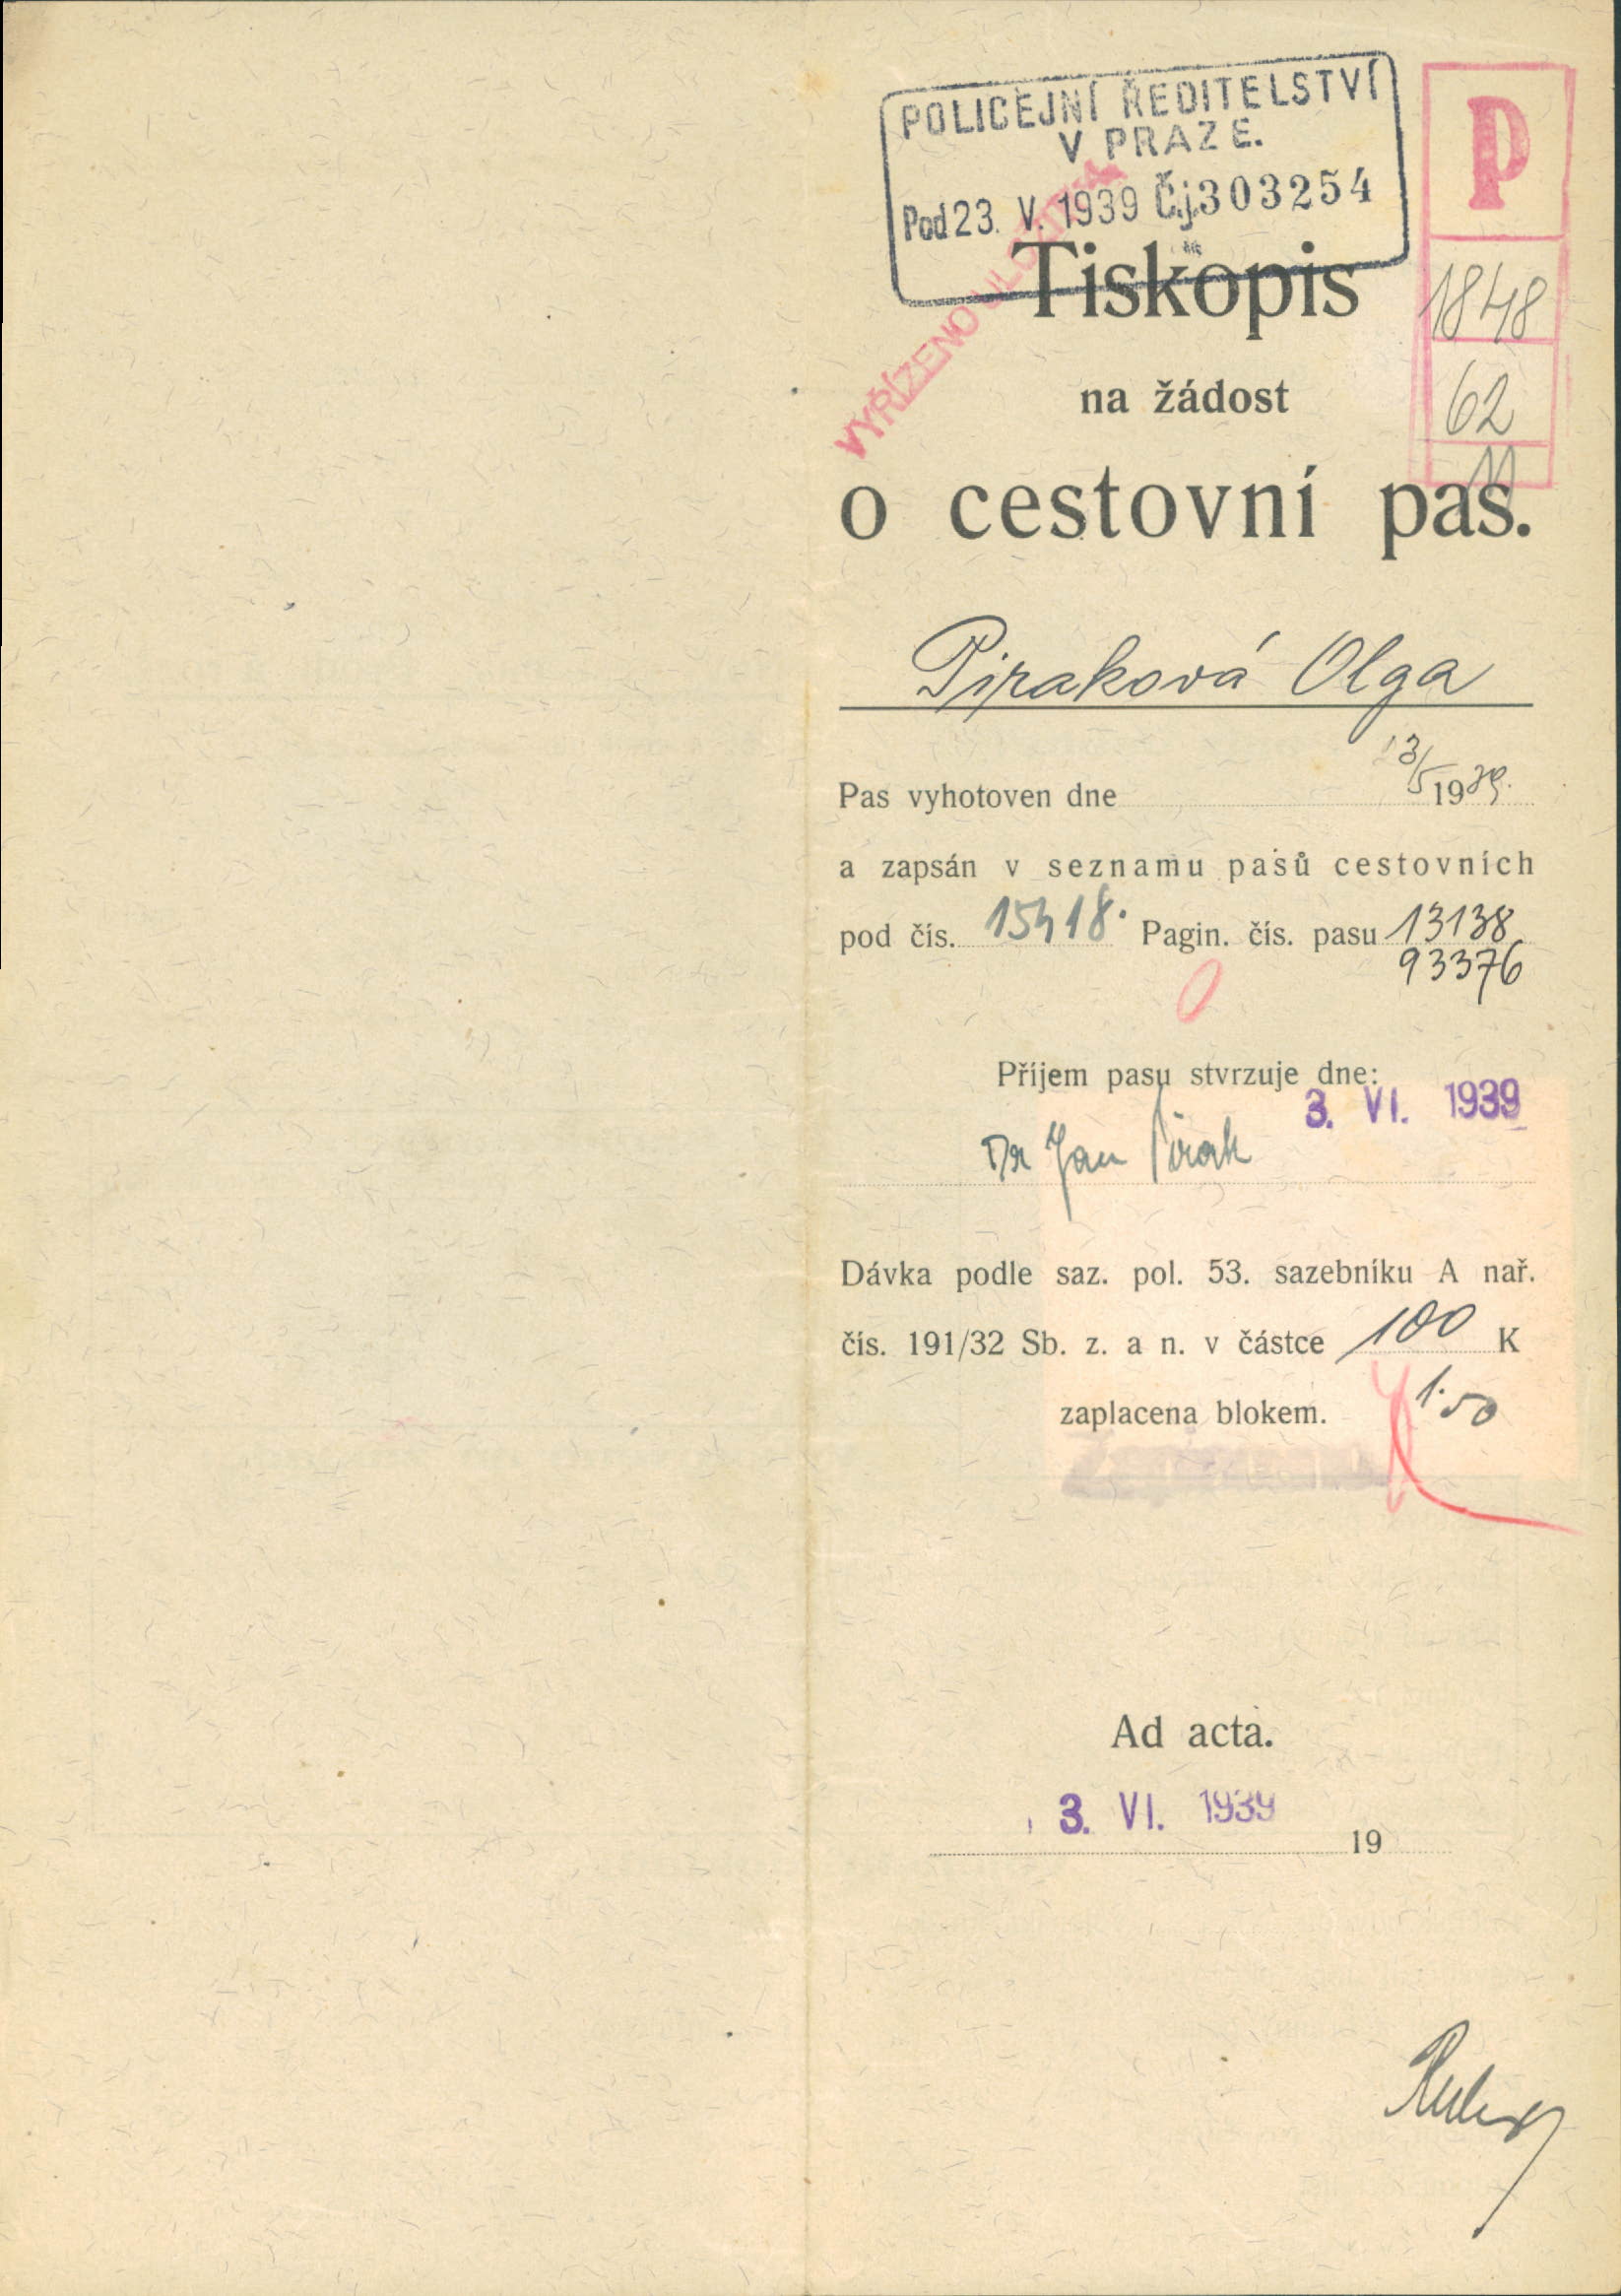 POLICEJNÍ ŘEDITELSTVÍ
V PRAZE.
Pod 23. V. 1939 Č.j. 303254
P
1848
62
11
VYŘÍZENO
Tiskopis
na žádost
o cestovní pas.
Piraková Olga
Pas vyhotoven dne 23/5 1939.
a zapsán v seznamu pasů cestovních
pod čís. 15418. Pagin. čís. pasu 13138
93376
Příjem pasu stvrzuje dne:
3. VI. 1939
Dr Jan Pirak
Dávka podle saz. pol. 53. sazebníku A nař.
čís. 191/32 Sb. z. a n. v částce 100 K
zaplacena blokem. 1·50
Ad acta.
3. VI. 1939
19